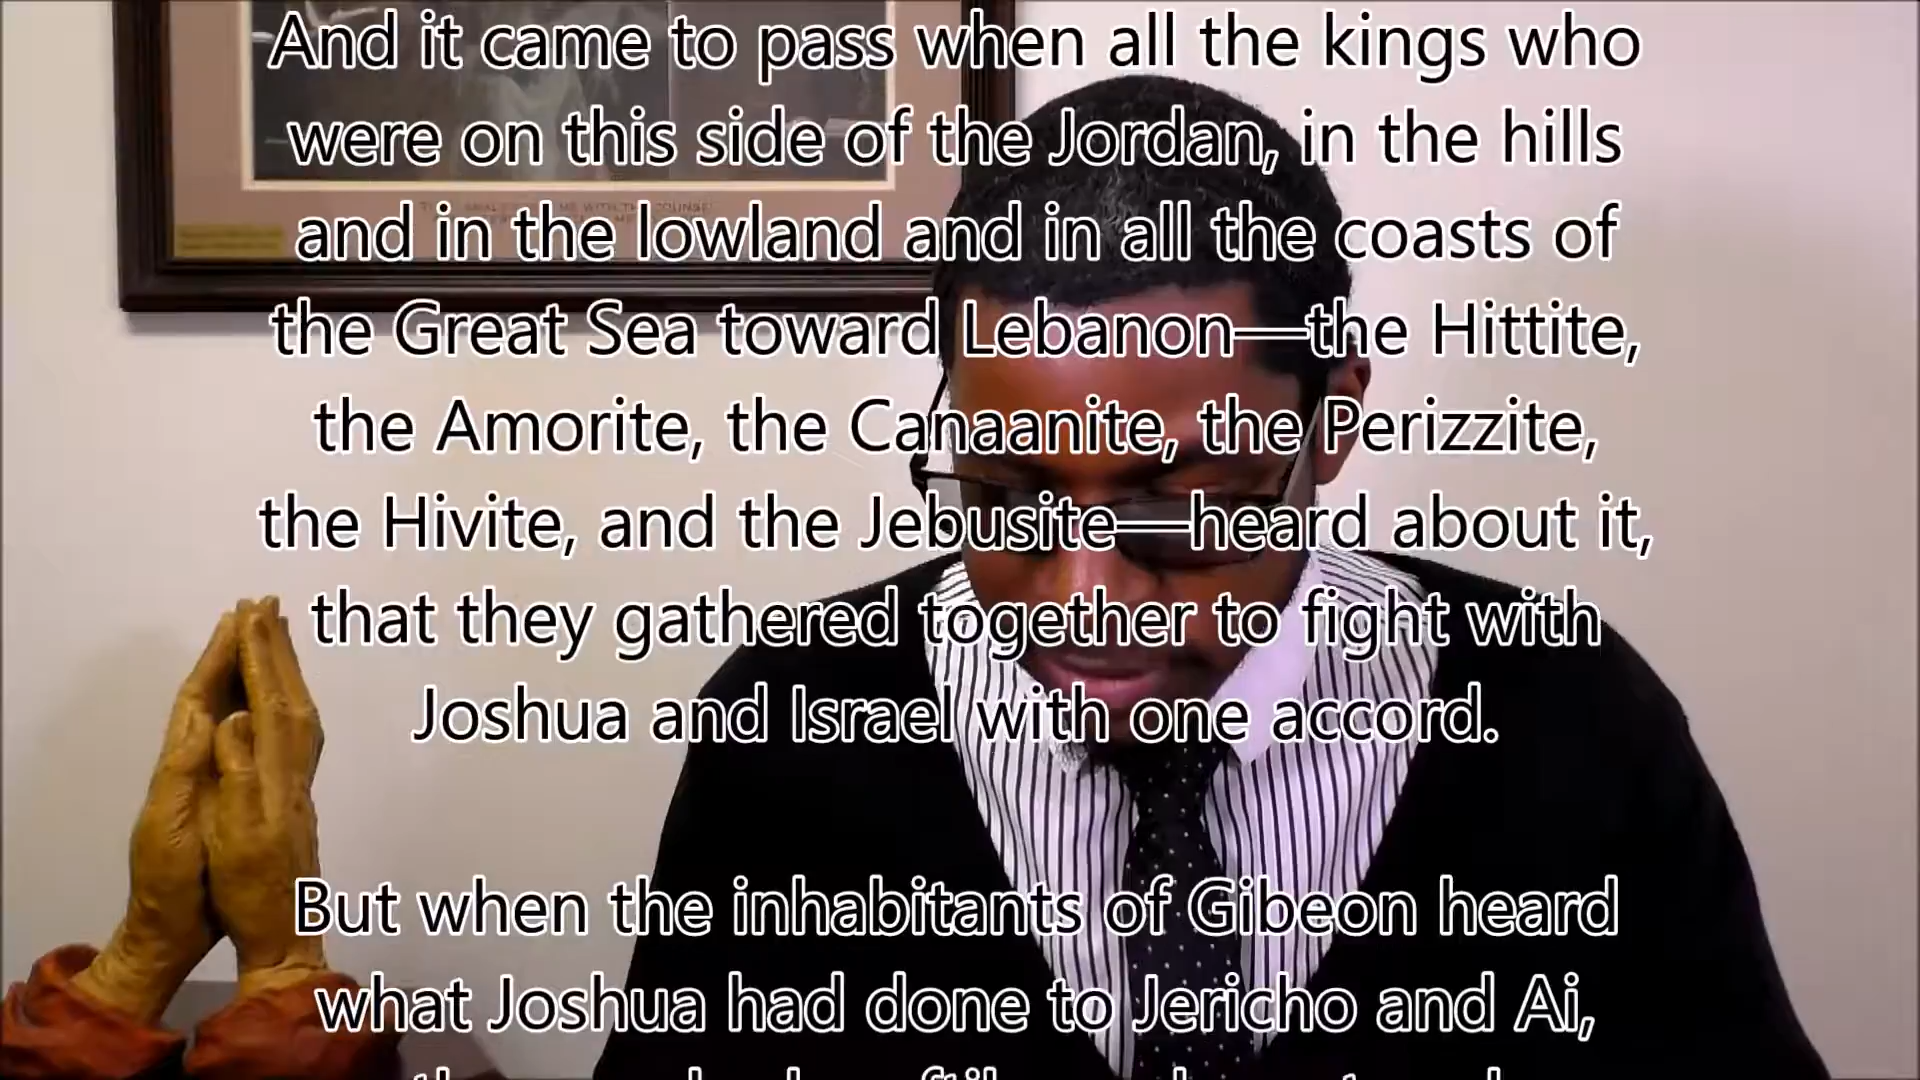 And it came to pass when all the kings who
were on this side of the Jordan, in the hills
and in the lowland and in all the coasts of
the Great Sea toward Lebanon—the Hittite,
the Amorite, the Canaanite, the Perizzite,
the Hivite, and the Jebusite—heard about it,
that they gathered together to fight with
Joshua and Israel with one accord.
But when the inhabitants of Gibeon heard
what Joshua had done to Jericho and Ai,